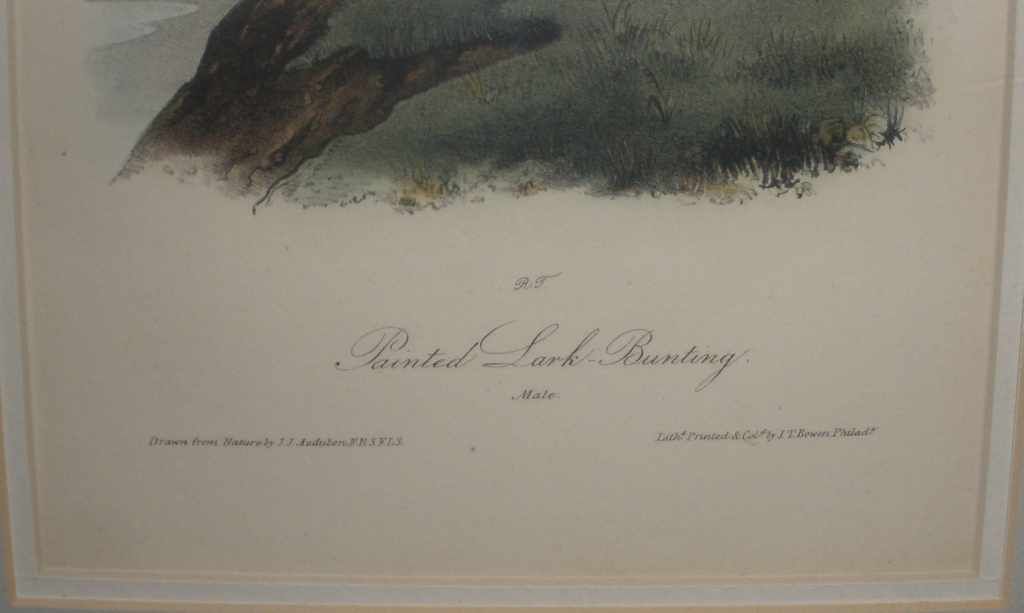 R.T.
Painted Lark-Bunting.
Male.
Drawn from Nature by J.J. Audubon, F.R.S. F.L.S.
Lith.d Printed & Col.d by J.T. Bowen Philad.a